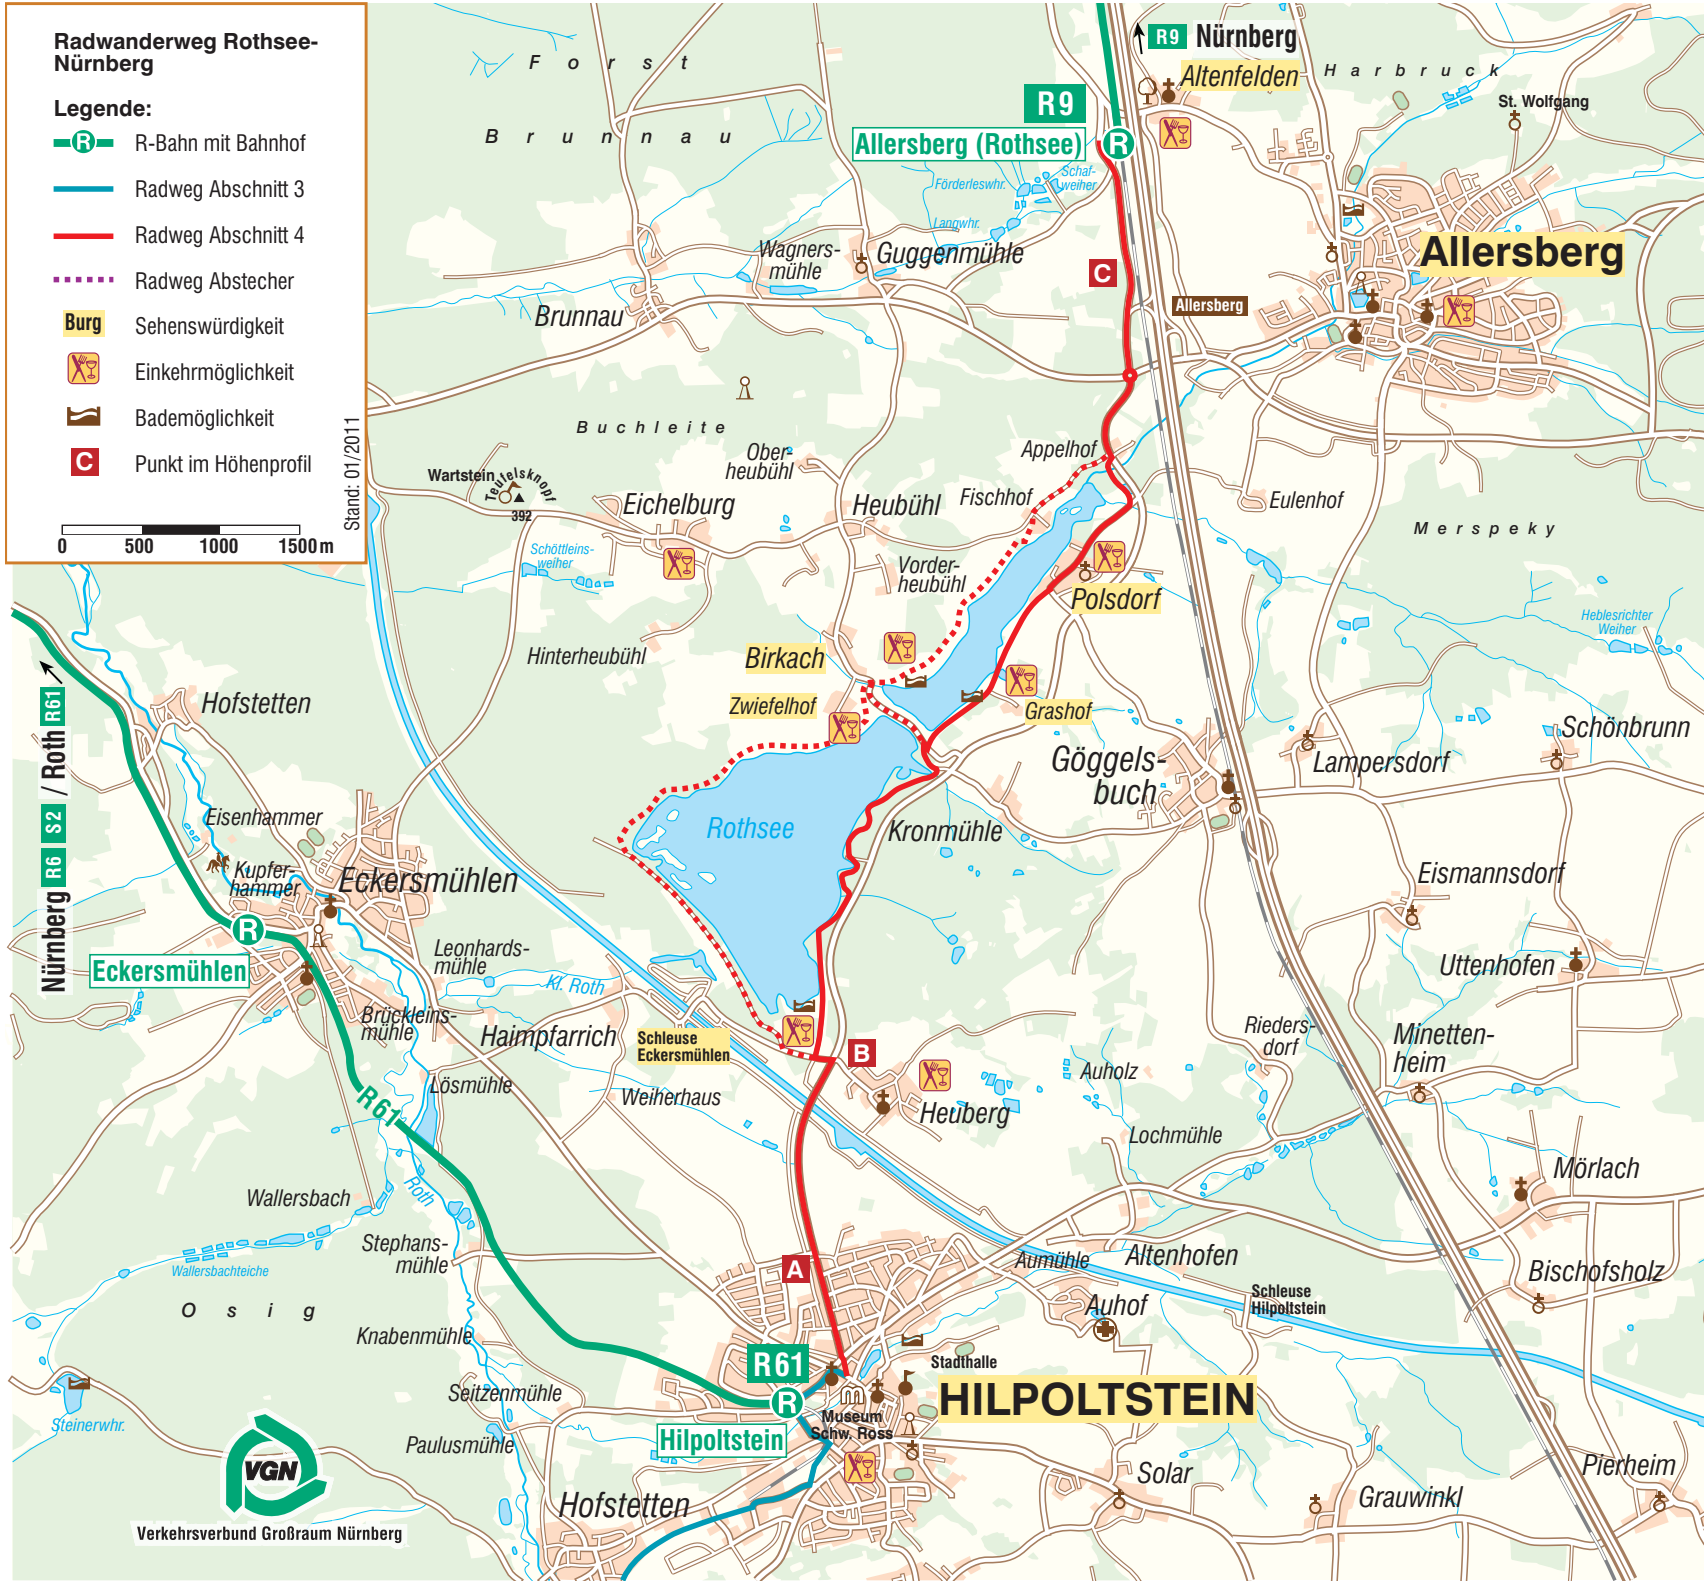 Radwanderweg Rothsee-
Nürnberg
Legende:
R
R-Bahn mit Bahnhof
Radweg Abschnitt 3
Radweg Abschnitt 4
Radweg Abstecher
Burg
Sehenswürdigkeit
Einkehrmöglichkeit
Bademöglichkeit
C
Punkt im Höhenprofil
0 500 1000 1500 m
Stand: 01/2011
Forst
Brunnau
R9 Nürnberg
Altenfelden
Harbruck
St. Wolfgang
R9
Allersberg (Rothsee)
R
Schaf-
weiher
Förderleswhr.
Langwhr.
Wagners-
mühle
Guggenmühle
C
Allersberg
Allersberg
Brunnau
Buchleite
Ober-
heubühl
Appelhof
Wartstein
Teufelsknopf
392
Eichelburg
Heubühl
Fischhof
Eulenhof
Merspeky
Schöttleins-
weiher
Vorder-
heubühl
Polsdorf
Heblesrichter
Weiher
Hinterheubühl
Birkach
Zwiefelhof
Grashof
Hofstetten
Göggels-
buch
Lampersdorf
Schönbrunn
Nürnberg R6 S2 / Roth R61
Eisenhammer
Rothsee
Kronmühle
Kupfer-
hammer
Eckersmühlen
Eismannsdorf
R
Eckersmühlen
Leonhards-
mühle
Kl. Roth
Uttenhofen
Brückleins-
mühle
Haimpfarrich
Schleuse
Eckersmühlen
B
Rieders-
dorf
Minetten-
heim
Lösmühle
Weiherhaus
Heuberg
Auholz
R61
Lochmühle
Mörlach
Wallersbach
Roth
Stephans-
mühle
Wallersbachteiche
A
Aumühle
Altenhofen
Bischofsholz
Osig
Auhof
Schleuse
Hilpoltstein
Knabenmühle
R61
Stadthalle
Seitzenmühle
R
HILPOLTSTEIN
Steinerwhr.
Museum
Schw. Ross
Hilpoltstein
Paulusmühle
VGN
Solar
Pierheim
Hofstetten
Grauwinkl
Verkehrsverbund Großraum Nürnberg